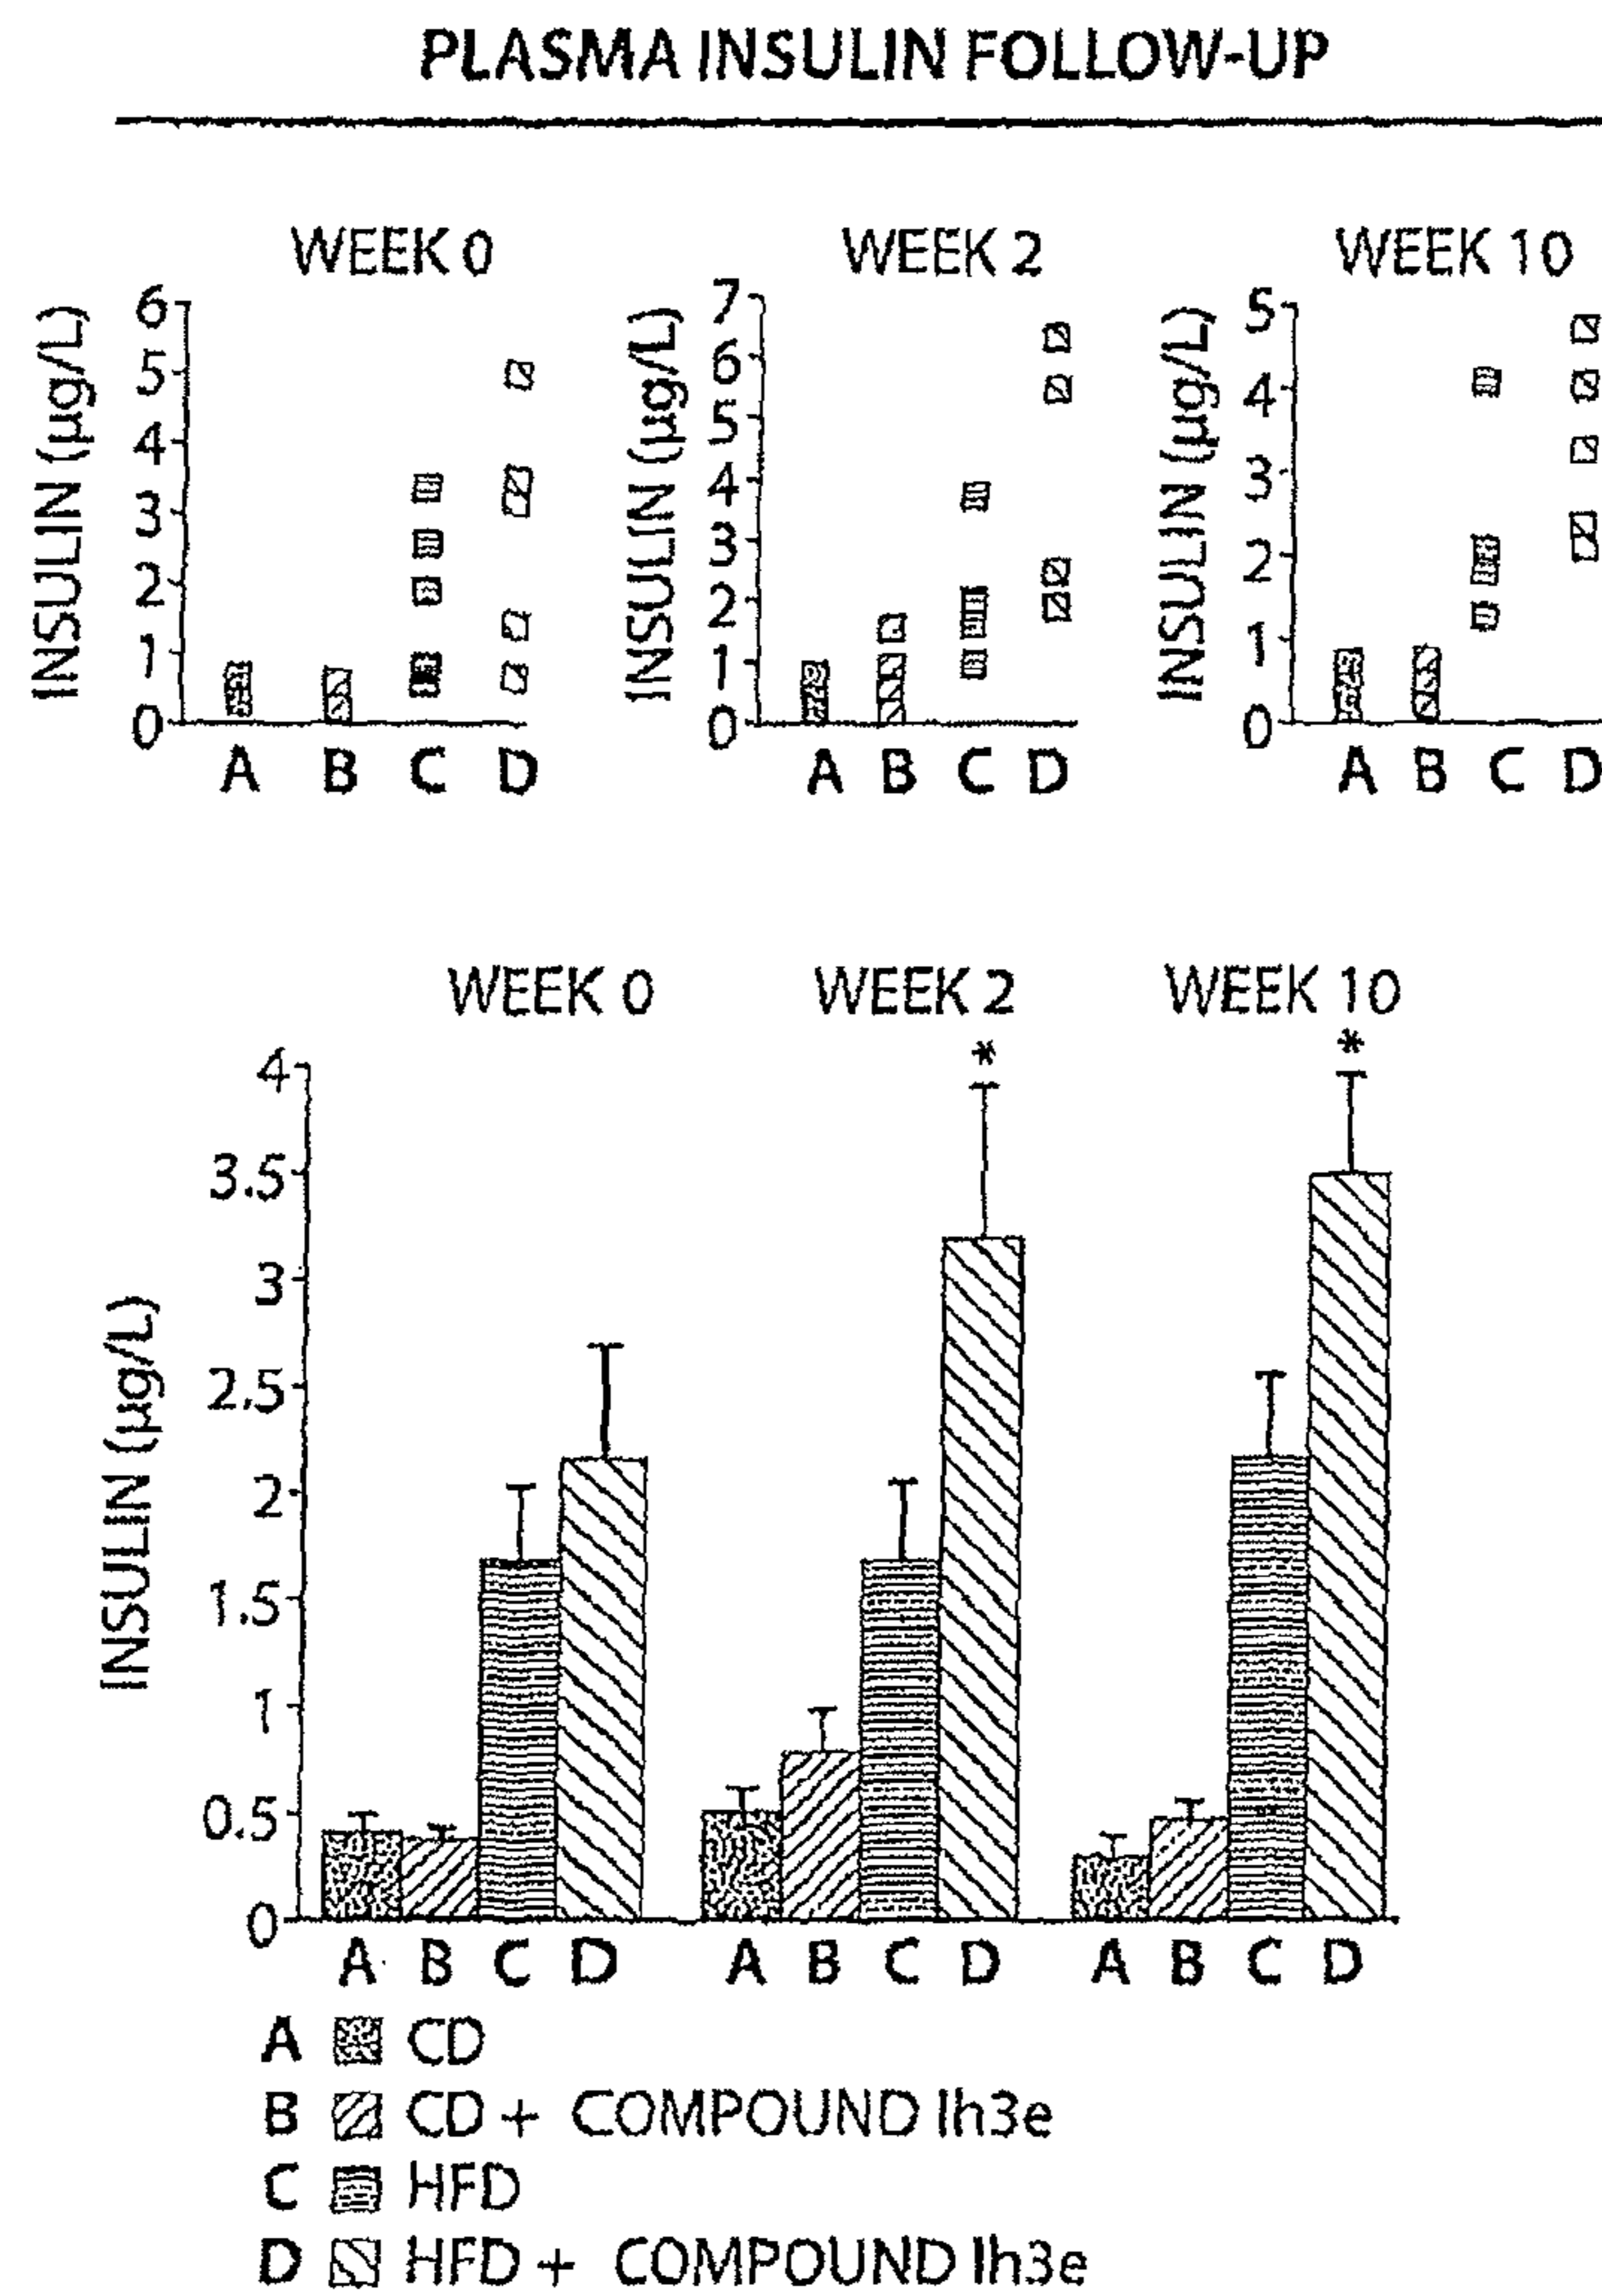 PLASMA INSULIN FOLLOW-UP
WEEK 0
INSULIN (µg/L)
6
5
4
3
2
1
0
A B C D
WEEK 2
INSULIN (µg/L)
7
6
5
4
3
2
1
0
A B C D
WEEK 10
INSULIN (µg/L)
5
4
3
2
1
0
A B C D
WEEK 0 WEEK 2 WEEK 10
* *
INSULIN (µg/L)
4
3.5
3
2.5
2
1.5
1
0.5
0
A B C D A B C D A B C D
A CD
B CD + COMPOUND Ih3e
C HFD
D HFD + COMPOUND Ih3e